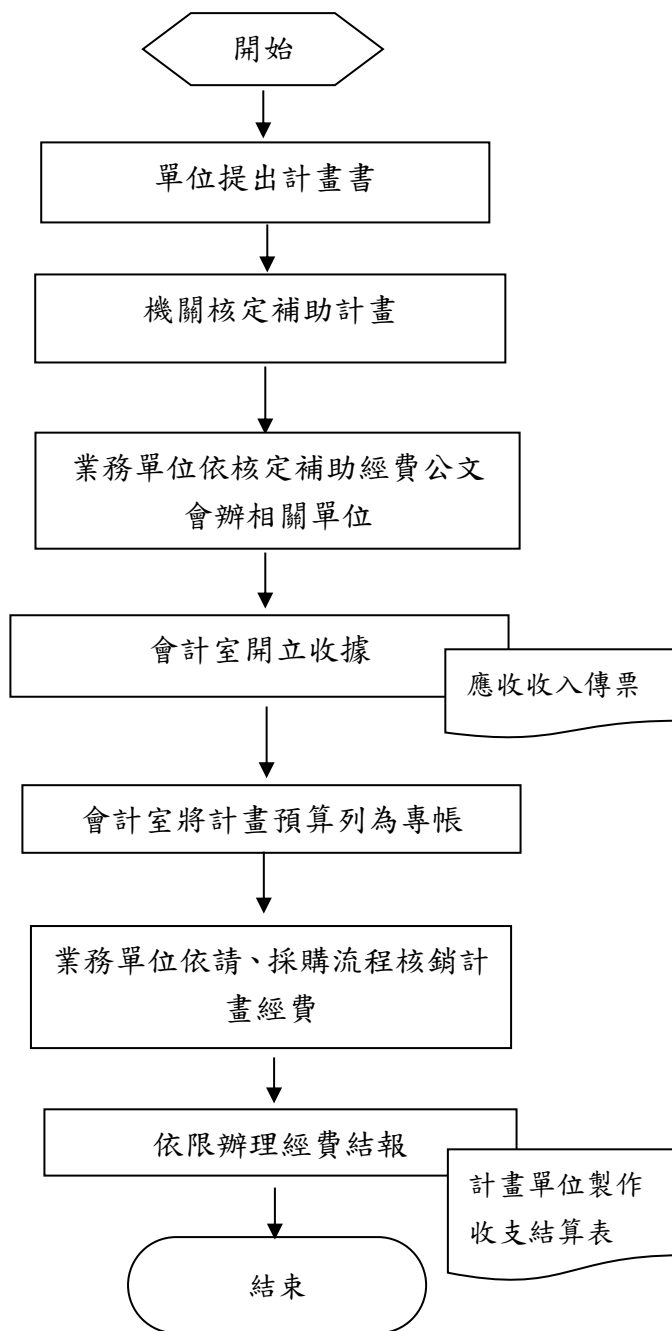 開始
單位提出計畫書
機關核定補助計畫
業務單位依核定補助經費公文
會辦相關單位
會計室開立收據
應收收入傳票
會計室將計畫預算列為專帳
業務單位依請、採購流程核銷計
畫經費
依限辦理經費結報
計畫單位製作
收支結算表
結束